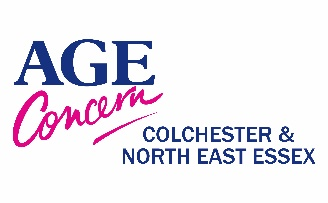 AGE
Concern
COLCHESTER &
NORTH EAST ESSEX